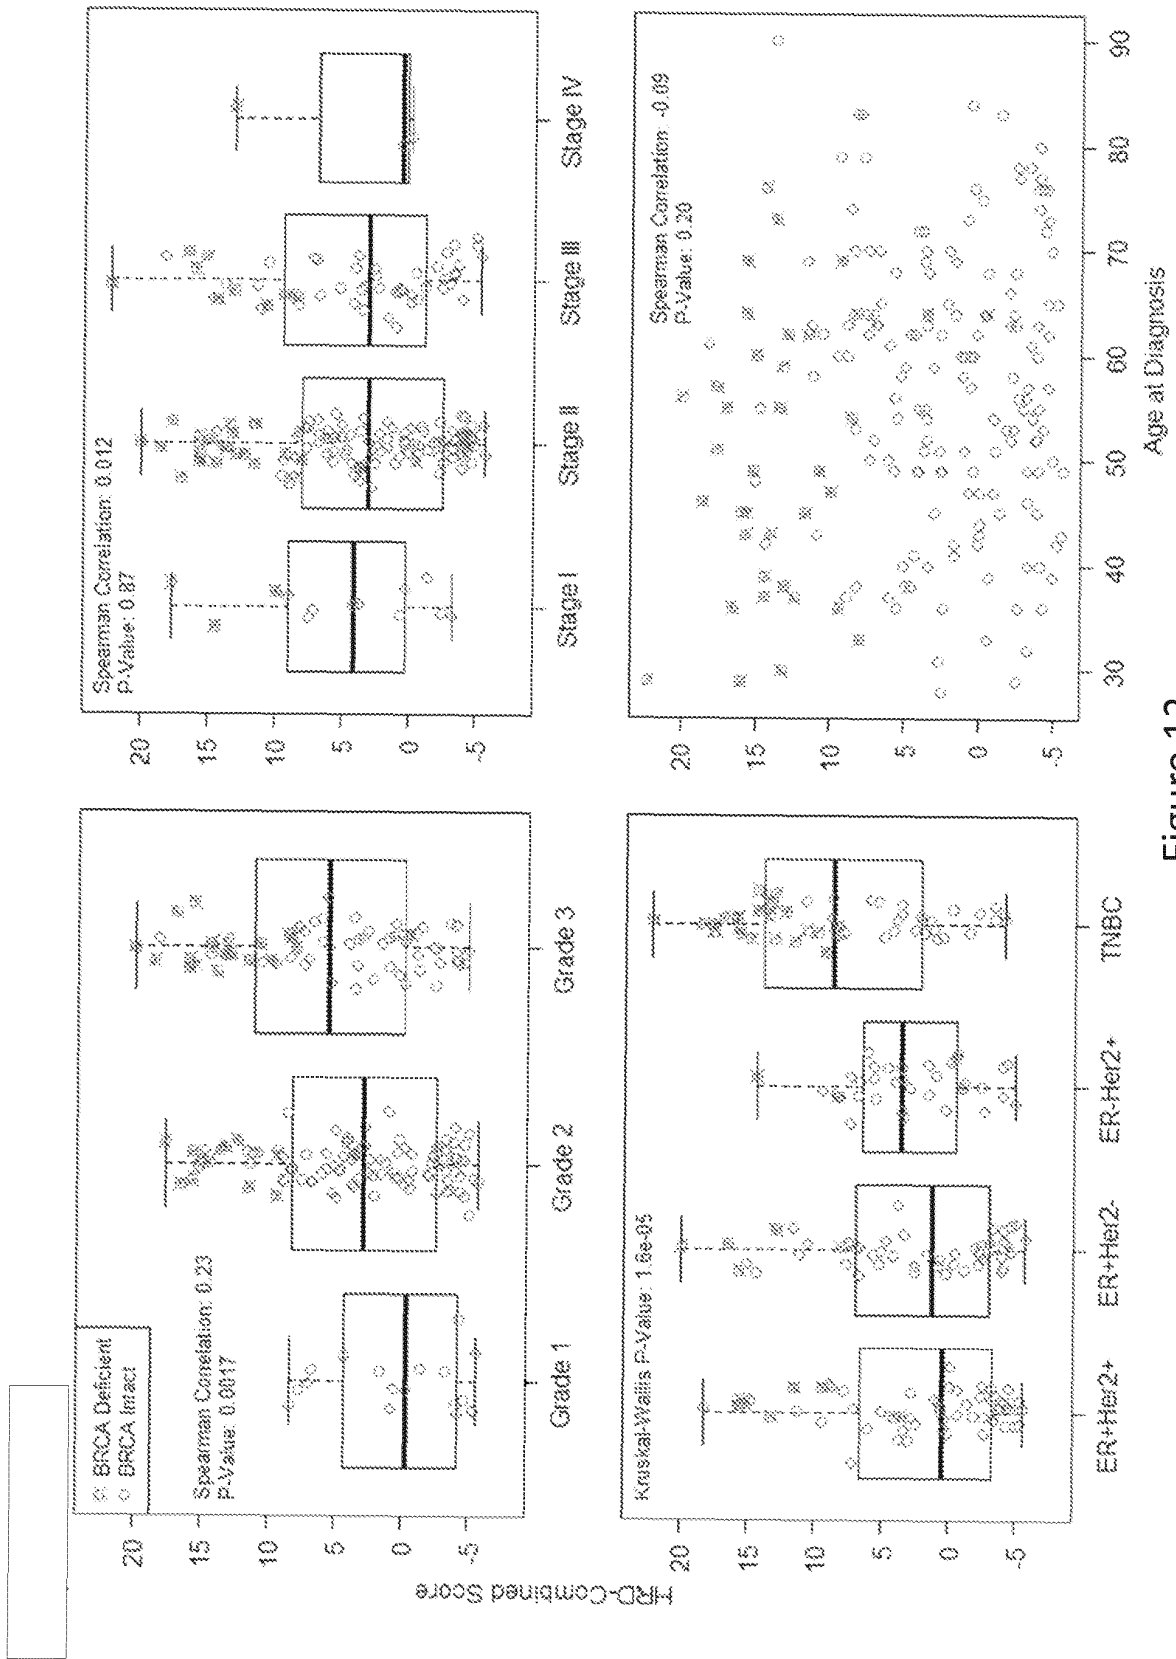 HRD-Combined Score
BRCA Deficient
BRCA Intact
Spearman Correlation: 0.23
P-Value: 0.0017
20
15
10
5
0
-5
Grade 1
Grade 2
Grade 3
Spearman Correlation: 0.012
P-Value: 0.87
20
15
10
5
0
-5
Stage I
Stage II
Stage III
Stage IV
Kruskal-Wallis P-Value: 1.6e-05
20
15
10
5
0
-5
ER+Her2+
ER+Her2-
ER-Her2+
TNBC
Spearman Correlation -0.09
P-Value: 0.20
20
15
10
5
0
-5
30
40
50
60
70
80
90
Age at Diagnosis
Figure 12